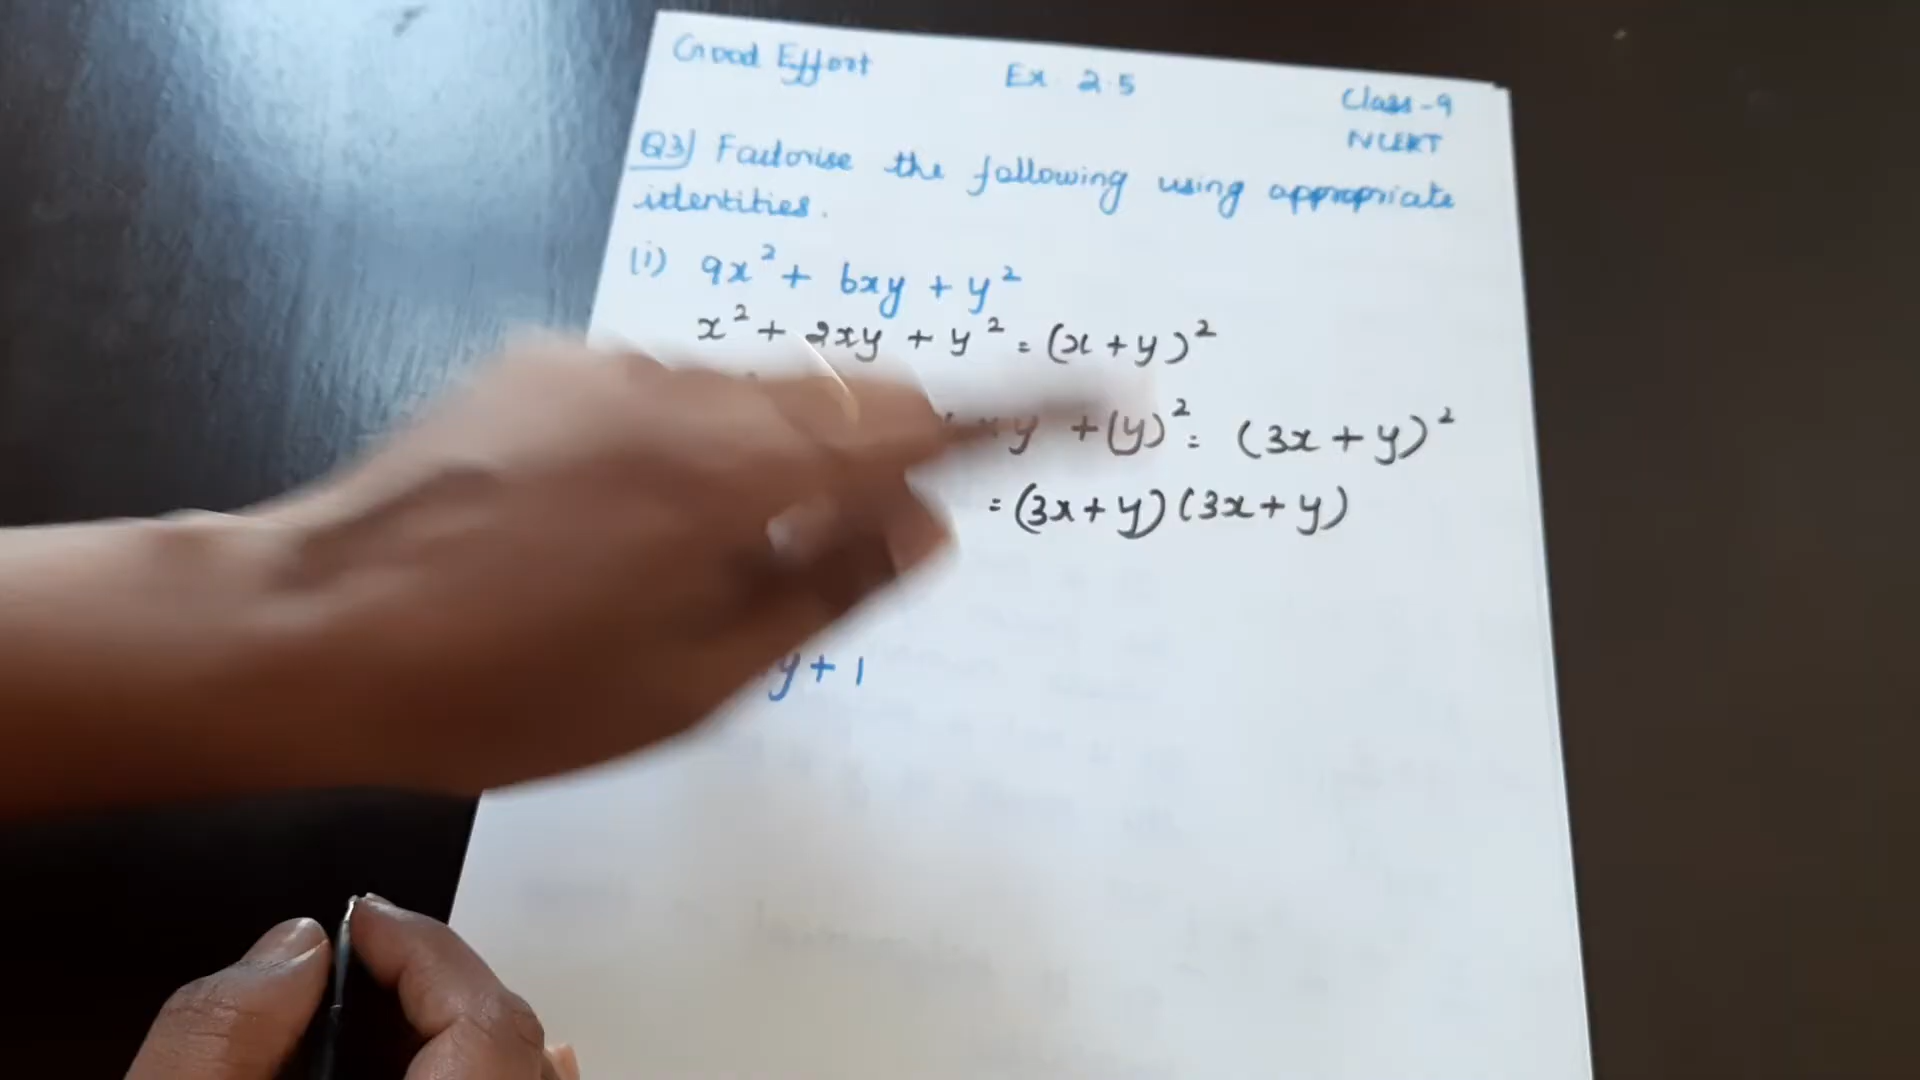 Good Effort Ex 2.5 Class-9
NCERT
Q3) Factorise the following using appropriate
identities.
(i) 9x² + 6xy + y²
x² + 2xy + y² = (x + y)²
xy + (y)² = (3x + y)²
= (3x + y) (3x + y)
y + 1